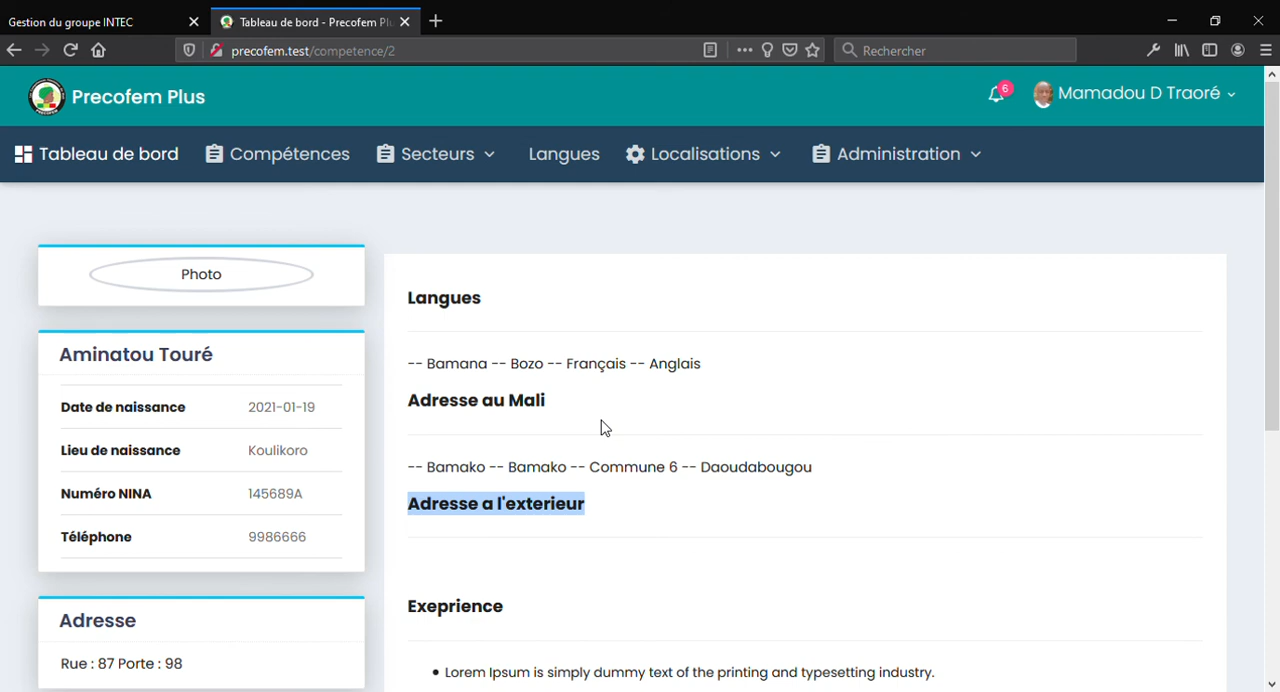 Gestion du groupe INTEC
Tableau de bord - Precofem Pl
precofem.test/competence/2
Rechercher
Precofem Plus
6
Mamadou D Traoré
Tableau de bord
Compétences
Secteurs
Langues
Localisations
Administration
Photo
Aminatou Touré
Date de naissance 2021-01-19
Lieu de naissance Koulikoro
Numéro NINA 145689A
Téléphone 9986666
Adresse
Rue : 87 Porte : 98
Langues
-- Bamana -- Bozo -- Français -- Anglais
Adresse au Mali
-- Bamako -- Bamako -- Commune 6 -- Daoudabougou
Adresse a l'exterieur
Exeprience
• Lorem Ipsum is simply dummy text of the printing and typesetting industry.